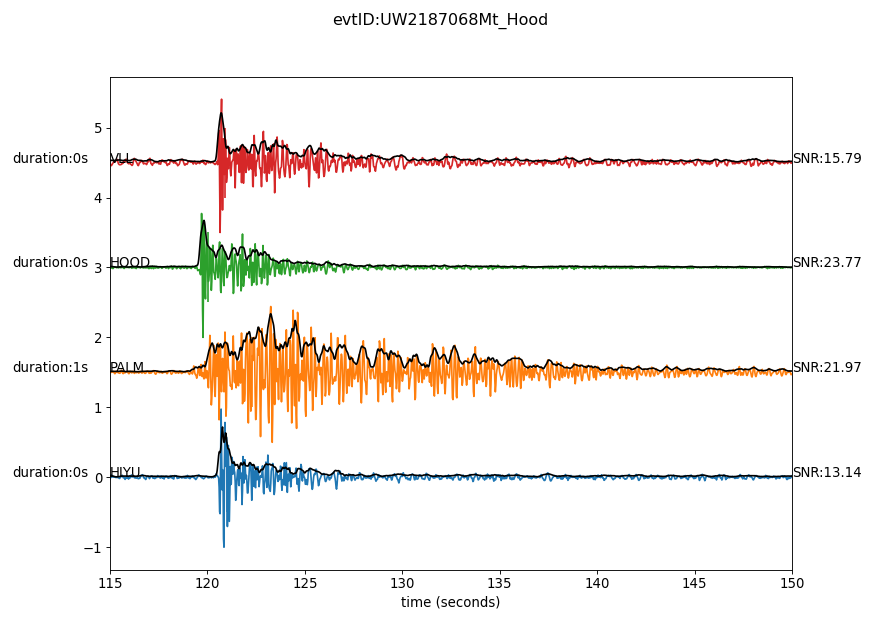 evtID:UW2187068Mt_Hood
5
duration:0s VLL SNR:15.79
4
duration:0s HOOD SNR:23.77
3
2
duration:1s PALM SNR:21.97
1
duration:0s HIYU SNR:13.14
0
−1
115 120 125 130 135 140 145 150
time (seconds)